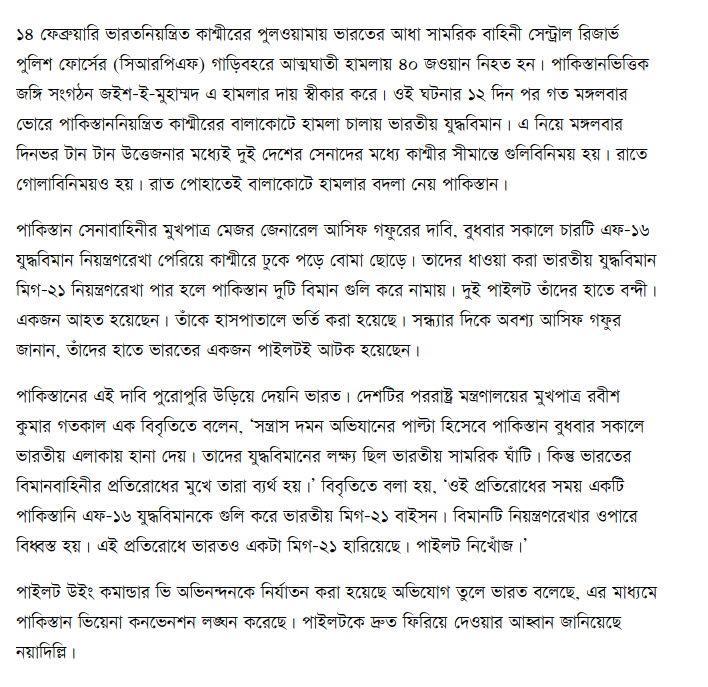 ১৪ ফেব্রুয়ারি ভারতনিয়ন্ত্রিত কাশ্মীরের পুলওয়ামায় ভারতের আধা সামরিক বাহিনী সেন্ট্রাল রিজার্ভ
পুলিশ ফোর্সের (সিআরপিএফ) গাড়িবহরে আত্মঘাতী হামলায় ৪০ জওয়ান নিহত হন। পাকিস্তানভিত্তিক
জঙ্গি সংগঠন জইশ-ই-মুহাম্মদ এ হামলার দায় স্বীকার করে। ওই ঘটনার ১২ দিন পর গত মঙ্গলবার
ভোরে পাকিস্তাননিয়ন্ত্রিত কাশ্মীরের বালাকোটে হামলা চালায় ভারতীয় যুদ্ধবিমান। এ নিয়ে মঙ্গলবার
দিনভর টান টান উত্তেজনার মধ্যেই দুই দেশের সেনাদের মধ্যে কাশ্মীর সীমান্তে গুলিবিনিময় হয়। রাতে
গোলাবিনিময়ও হয়। রাত পোহাতেই বালাকোটে হামলার বদলা নেয় পাকিস্তান।
পাকিস্তান সেনাবাহিনীর মুখপাত্র মেজর জেনারেল আসিফ গফুরের দাবি, বুধবার সকালে চারটি এফ-১৬
যুদ্ধবিমান নিয়ন্ত্রণরেখা পেরিয়ে কাশ্মীরে ঢুকে পড়ে বোমা ছোড়ে। তাদের ধাওয়া করা ভারতীয় যুদ্ধবিমান
মিগ-২১ নিয়ন্ত্রণরেখা পার হলে পাকিস্তান দুটি বিমান গুলি করে নামায়। দুই পাইলট তাঁদের হাতে বন্দী।
একজন আহত হয়েছেন। তাঁকে হাসপাতালে ভর্তি করা হয়েছে। সন্ধ্যার দিকে অবশ্য আসিফ গফুর
জানান, তাঁদের হাতে ভারতের একজন পাইলটই আটক হয়েছেন।
পাকিস্তানের এই দাবি পুরোপুরি উড়িয়ে দেয়নি ভারত। দেশটির পররাষ্ট্র মন্ত্রণালয়ের মুখপাত্র রবীশ
কুমার গতকাল এক বিবৃতিতে বলেন, ‘সন্ত্রাস দমন অভিযানের পাল্টা হিসেবে পাকিস্তান বুধবার সকালে
ভারতীয় এলাকায় হানা দেয়। তাদের যুদ্ধবিমানের লক্ষ্য ছিল ভারতীয় সামরিক ঘাঁটি। কিন্তু ভারতের
বিমানবাহিনীর প্রতিরোধের মুখে তারা ব্যর্থ হয়।’ বিবৃতিতে বলা হয়, ‘ওই প্রতিরোধের সময় একটি
পাকিস্তানি এফ-১৬ যুদ্ধবিমানকে গুলি করে ভারতীয় মিগ-২১ বাইসন। বিমানটি নিয়ন্ত্রণরেখার ওপারে
বিধ্বস্ত হয়। এই প্রতিরোধে ভারতও একটা মিগ-২১ হারিয়েছে। পাইলট নিখোঁজ।’
পাইলট উইং কমান্ডার ভি অভিনন্দনকে নির্যাতন করা হয়েছে অভিযোগ তুলে ভারত বলেছে, এর মাধ্যমে
পাকিস্তান ভিয়েনা কনভেনশন লঙ্ঘন করেছে। পাইলটকে দ্রুত ফিরিয়ে দেওয়ার আহ্বান জানিয়েছে
নয়াদিল্লি।